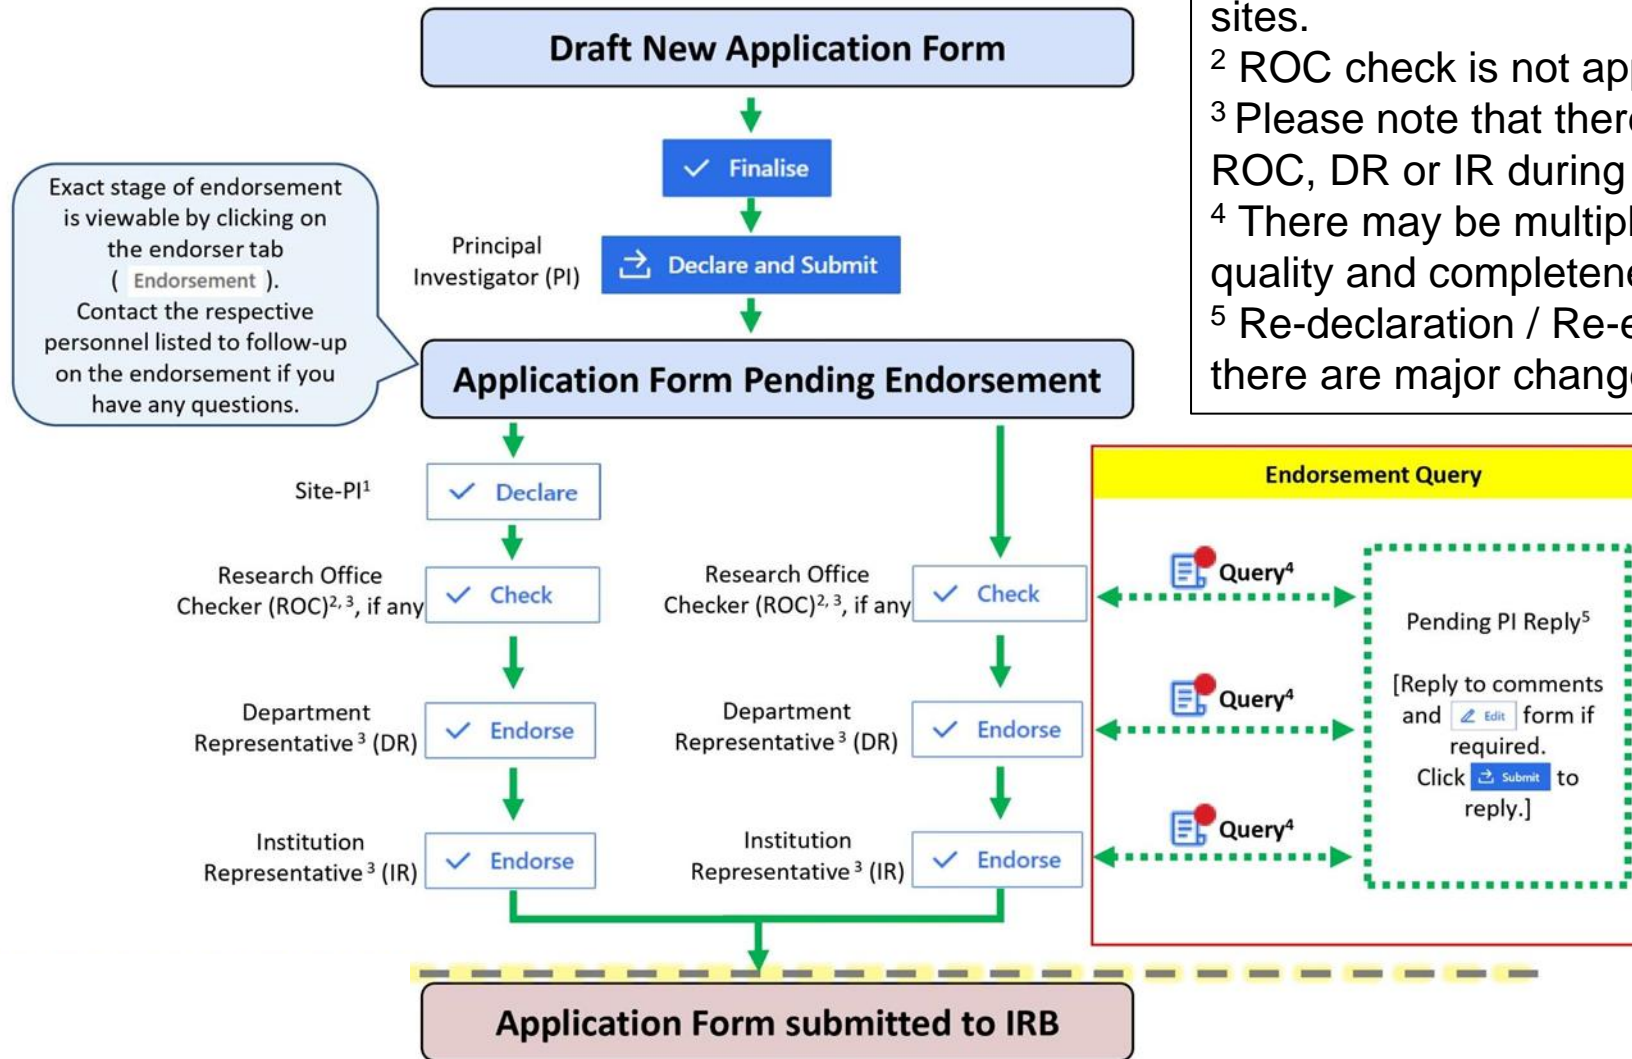 Draft New Application Form
Finalise
Principal
Investigator (PI)
Declare and Submit
Exact stage of endorsement
is viewable by clicking on
the endorser tab
( Endorsement ).
Contact the respective
personnel listed to follow-up
on the endorsement if you
have any questions.
Application Form Pending Endorsement
sites.
² ROC check is not
³ Please note that
ROC, DR or IR during
⁴ There may be
quality and
⁵ Re-declaration /
there are major
Site-PI¹
Declare
Research Office
Checker (ROC)²,³, if any
Check
Department
Representative ³ (DR)
Endorse
Institution
Representative ³ (IR)
Endorse
Research Office
Checker (ROC)²,³, if any
Check
Department
Representative ³ (DR)
Endorse
Institution
Representative ³ (IR)
Endorse
Endorsement Query
Query⁴
Query⁴
Query⁴
Pending PI Reply⁵
[Reply to comments
and Edit form if
required.
Click Submit to
reply.]
Application Form submitted to IRB